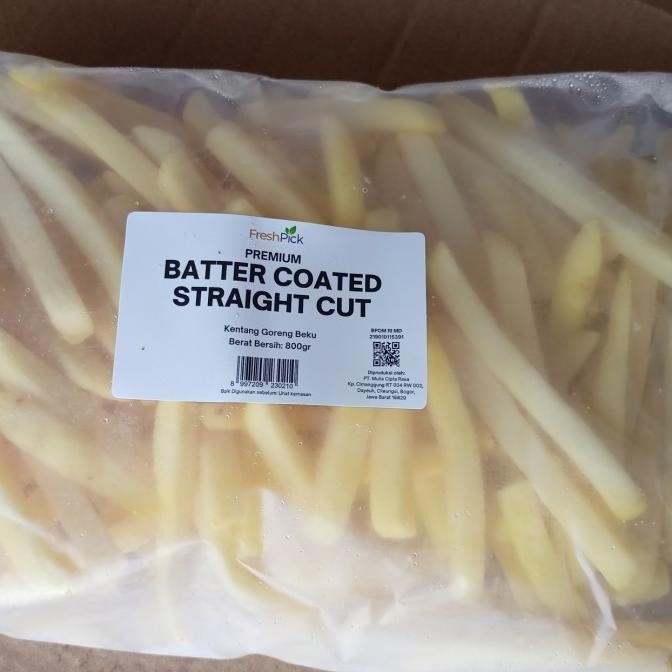 FreshPick
PREMIUM
BATTER COATED
STRAIGHT CUT
Kentang Goreng Beku
Berat Bersih: 800gr
8 997209 230210
Baik Digunakan sebelum: Lihat kemasan
BPOM RI MD
219010115391
Diproduksi oleh:
PT. Mulia Cipta Rasa
Kp. Cimanggung RT 004 RW 002,
Dayeuh, Cileungsi, Bogor,
Jawa Barat 16820